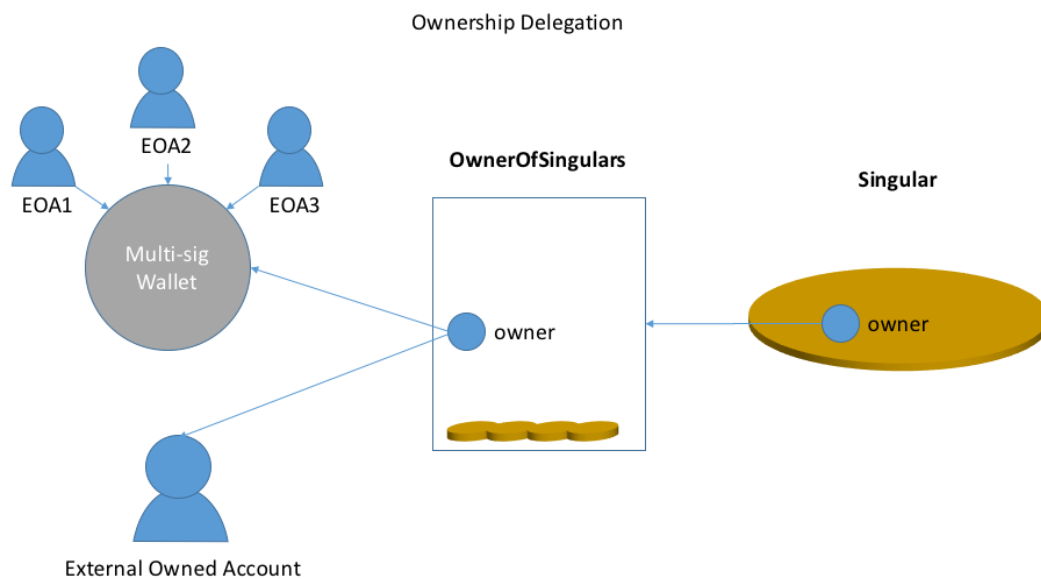 Ownership Delegation
EOA2
EOA1
EOA3
Multi-sig
Wallet
OwnerOfSingulars
owner
Singular
owner
External Owned Account